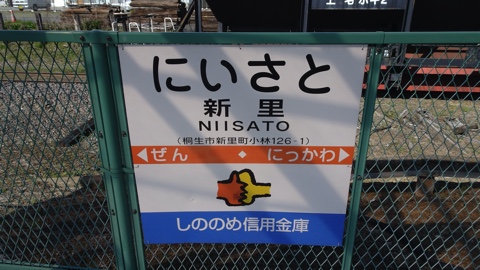 にいさと
新里
NIISATO
(桐生市新里町小林126-1)
ぜん にっかわ
しののめ信用金庫